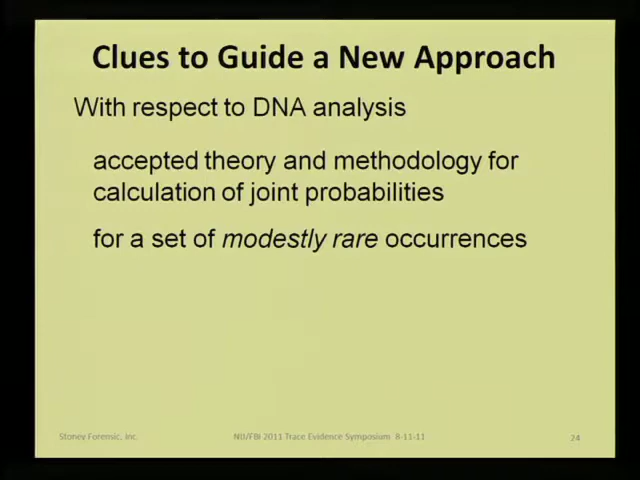 Clues to Guide a New Approach
With respect to DNA analysis
accepted theory and methodology for
calculation of joint probabilities
for a set of modestly rare occurrences
Stoney Forensic, Inc.
NIJ/FBI 2011 Trace Evidence Symposium 8-11-11
24